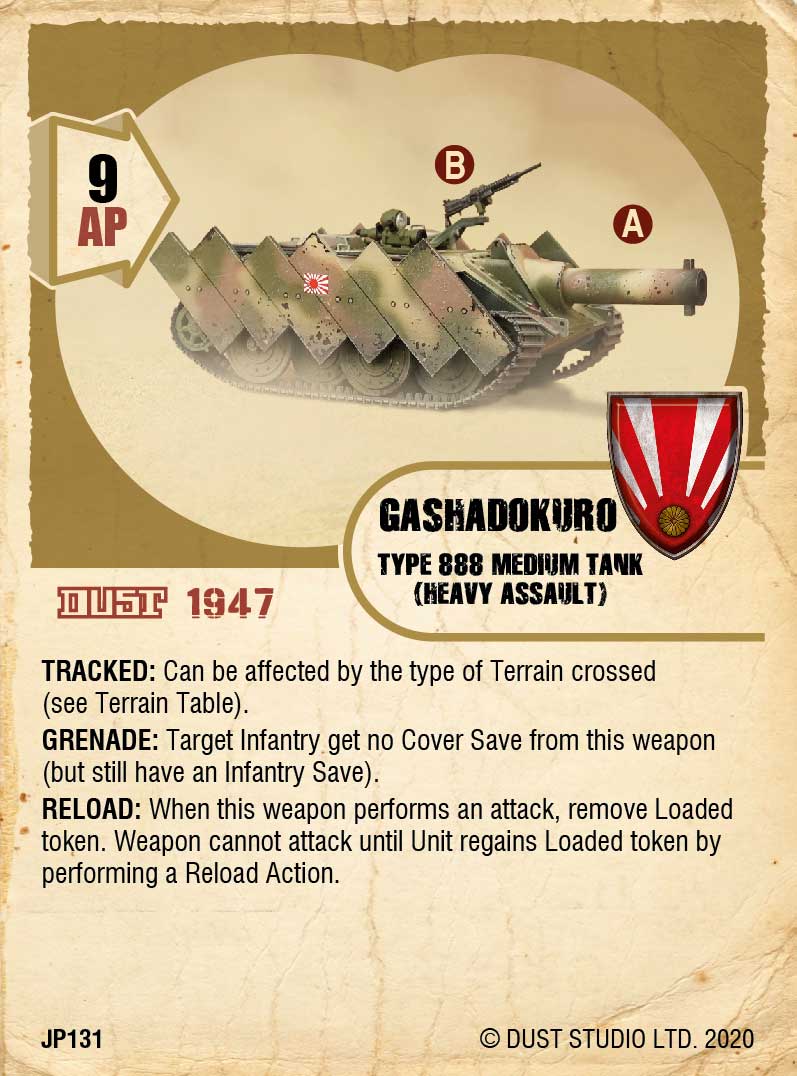 9
AP
B
A
GASHADOKURO
TYPE 888 MEDIUM TANK
(HEAVY ASSAULT)
DUST 1947
TRACKED: Can be affected by the type of Terrain crossed
(see Terrain Table).
GRENADE: Target Infantry get no Cover Save from this weapon
(but still have an Infantry Save).
RELOAD: When this weapon performs an attack, remove Loaded
token. Weapon cannot attack until Unit regains Loaded token by
performing a Reload Action.
JP131
© DUST STUDIO LTD. 2020